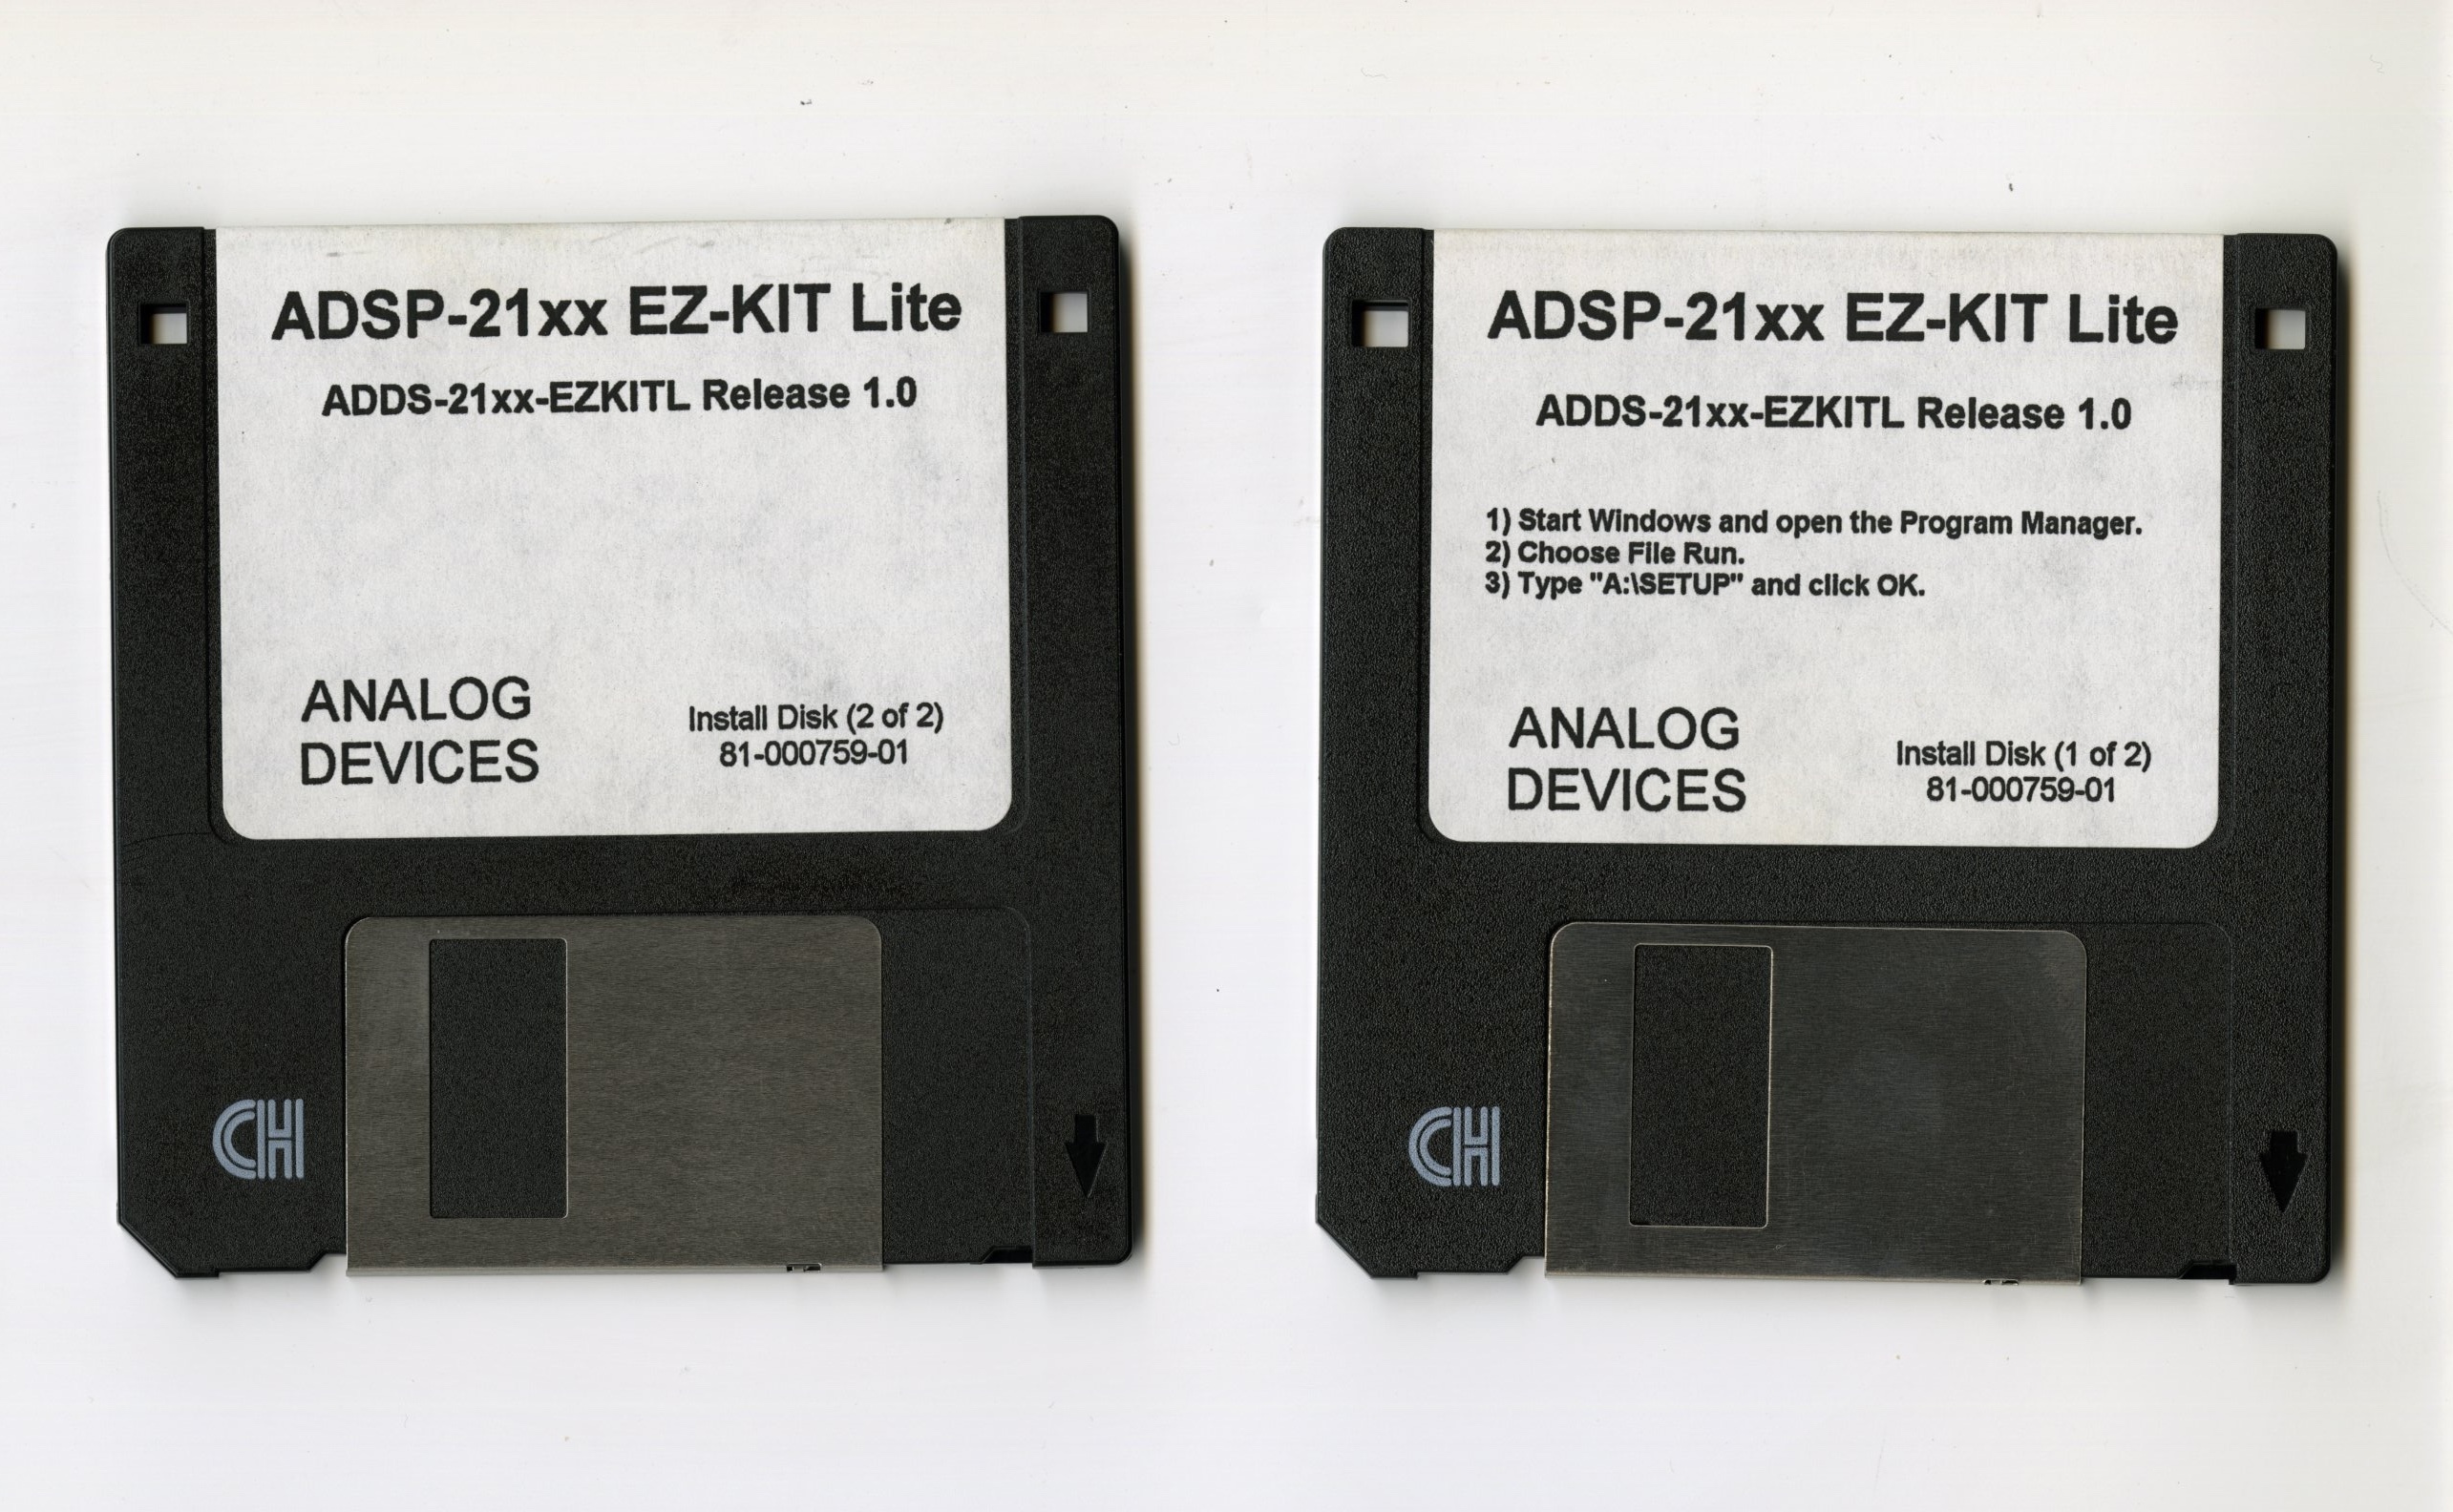 ADSP-21xx EZ-KIT Lite
ADDS-21xx-EZKITL Release 1.0
ANALOG
DEVICES
Install Disk (2 of 2)
81-000759-01
CH
ADSP-21xx EZ-KIT Lite
ADDS-21xx-EZKITL Release 1.0
1) Start Windows and open the Program Manager.
2) Choose File Run.
3) Type "A:\SETUP" and click OK.
ANALOG
DEVICES
Install Disk (1 of 2)
81-000759-01
CH